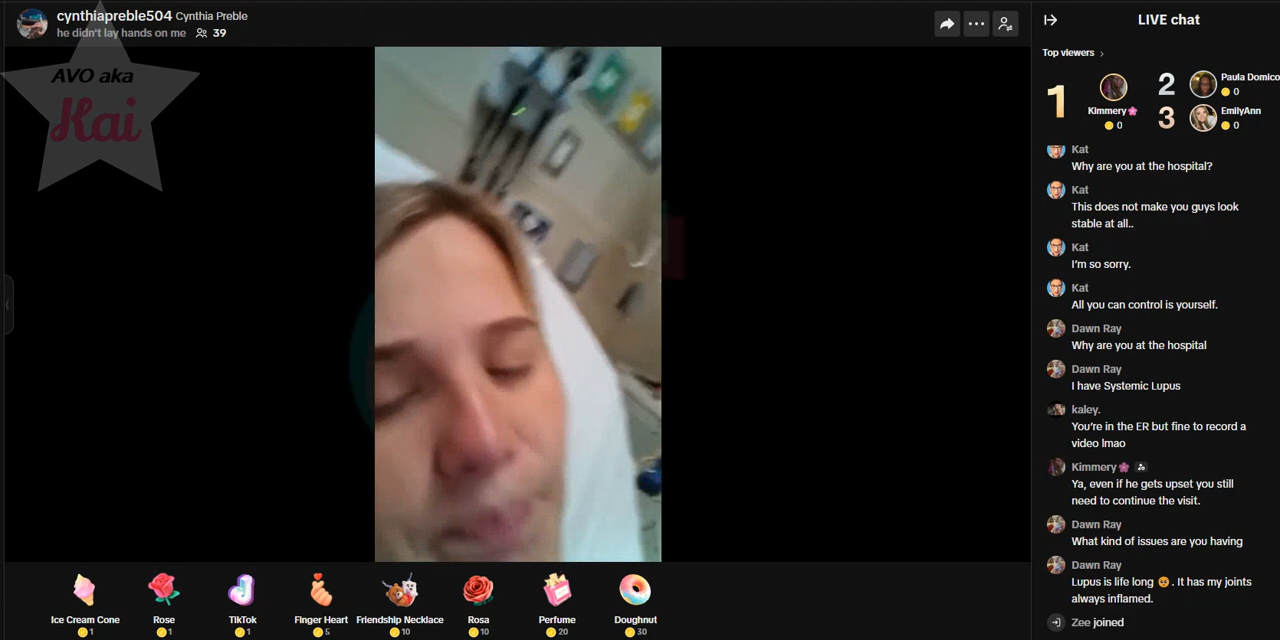 cynthiapreble504 Cynthia Preble
he didn't lay hands on me 39
AVO aka
Kai
LIVE chat
Top viewers
1
Kimmery
0
2
Paula Domico
0
3
EmilyAnn
0
Kat
Why are you at the hospital?
Kat
This does not make you guys look
stable at all..
Kat
I'm so sorry.
Kat
All you can control is yourself.
Dawn Ray
Why are you at the hospital
Dawn Ray
I have Systemic Lupus
kaley.
You're in the ER but fine to record a
video lmao
Kimmery
Ya, even if he gets upset you still
need to continue the visit.
Dawn Ray
What kind of issues are you having
Dawn Ray
Lupus is life long 😡. It has my joints
always inflamed.
Zee joined
Ice Cream Cone
1
Rose
1
TikTok
1
Finger Heart
5
Friendship Necklace
10
Rosa
10
Perfume
20
Doughnut
30